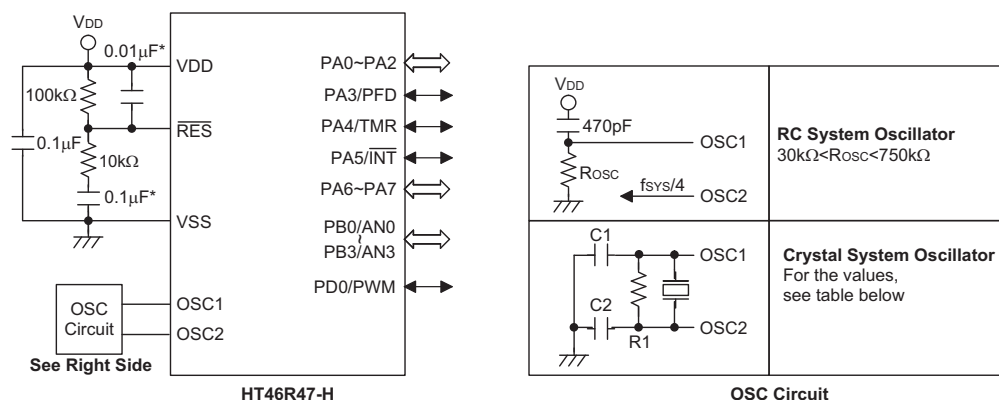 VDD
0.01μF*
100kΩ
0.1μF
10kΩ
0.1μF*
VDD
RES
VSS
OSC1
OSC2
OSC
Circuit
See Right Side
PA0~PA2
PA3/PFD
PA4/TMR
PA5/INT
PA6~PA7
PB0/AN0
~
PB3/AN3
PD0/PWM
HT46R47-H
VDD
470pF
ROSC
OSC1
fSYS/4
OSC2
RC System Oscillator
30kΩ<ROSC<750kΩ
C1
C2
R1
OSC1
OSC2
Crystal System Oscillator
For the values,
see table below
OSC Circuit